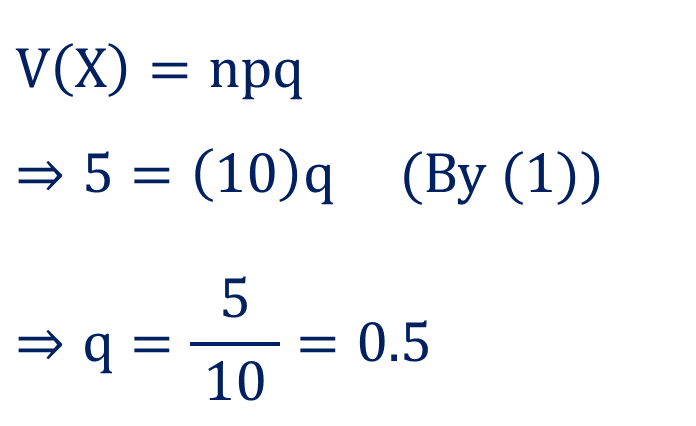 V(X) = npq
⇒ 5 = (10)q (By (1))
⇒ q = 5/10 = 0.5